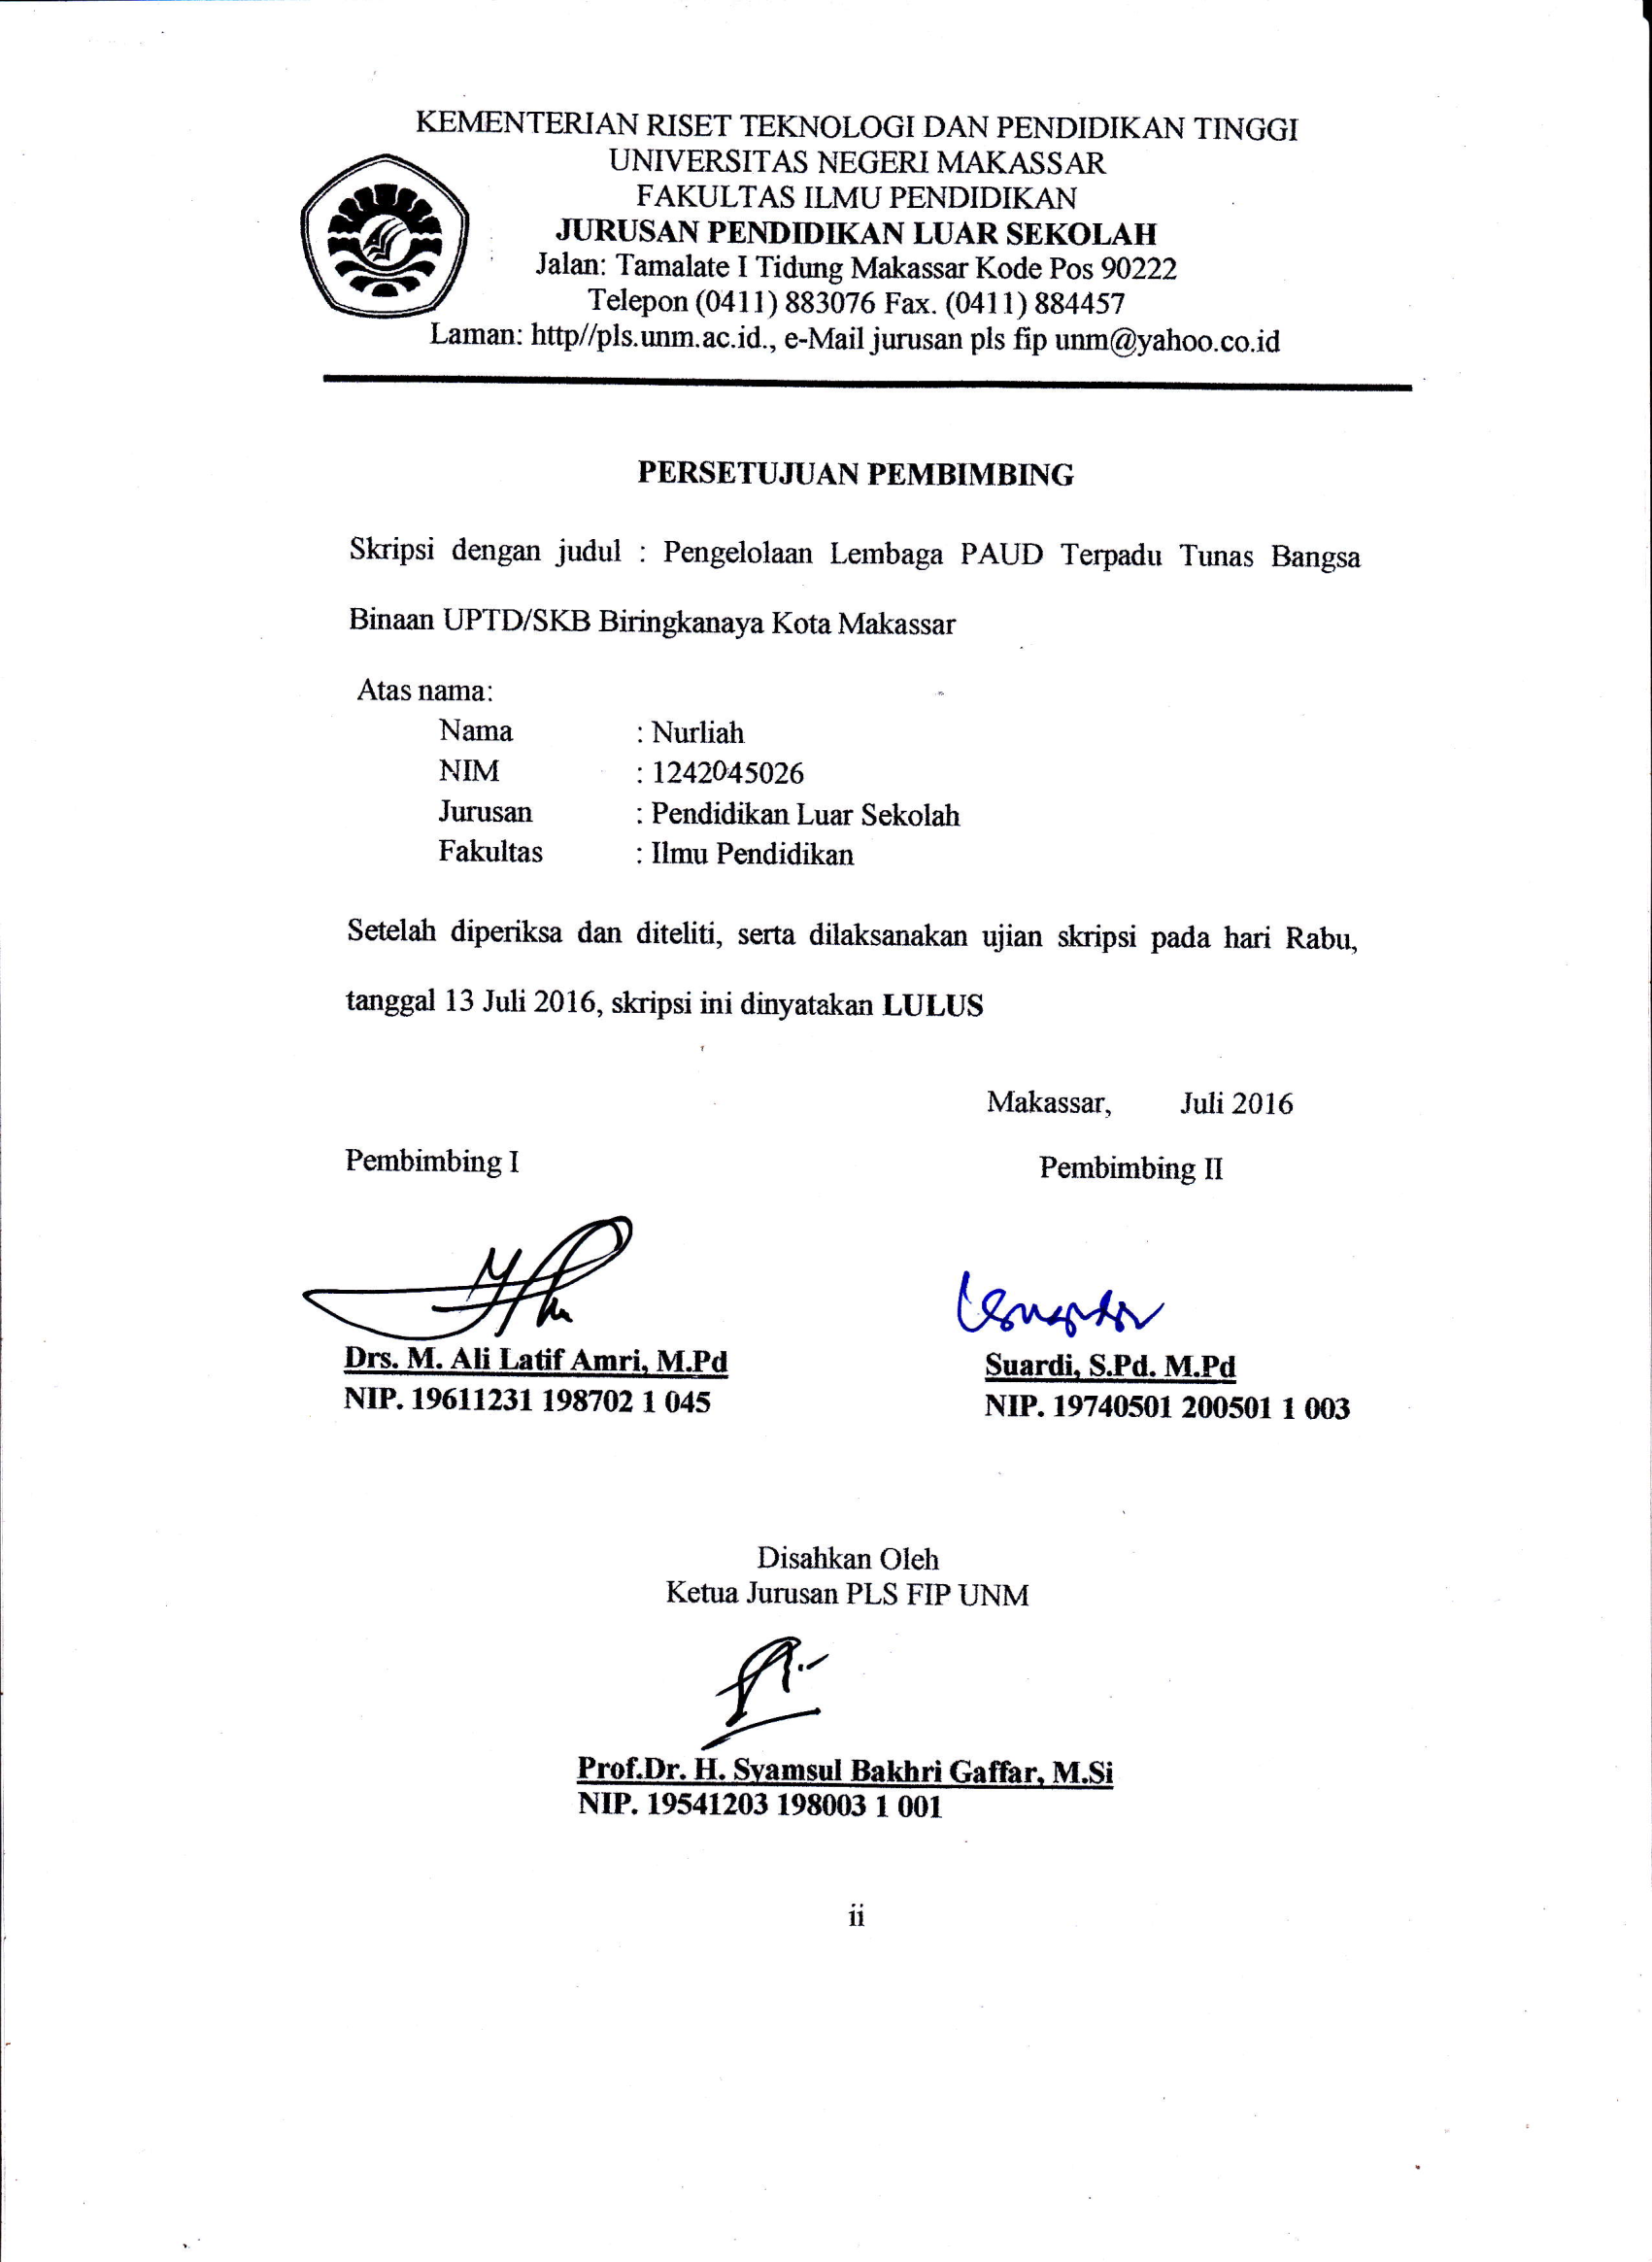 KEMENTERIAN RISET TEKNOLOGI DAN PENDIDIKAN TINGGI
UNIVERSITAS NEGERI MAKASSAR
FAKULTAS ILMU PENDIDIKAN
JURUSAN PENDIDIKAN LUAR SEKOLAH
Jalan: Tamalate I Tidung Makassar Kode Pos 90222
Telepon (0411) 883076 Fax. (0411) 884457
Laman: http//pls.unm.ac.id., e-Mail jurusan pls fip unm@yahoo.co.id
PERSETUJUAN PEMBIMBING
Skripsi dengan judul : Pengelolaan Lembaga PAUD Terpadu Tunas Bangsa
Binaan UPTD/SKB Biringkanaya Kota Makassar
Atas nama:
Nama : Nurliah
NIM : 1242045026
Jurusan : Pendidikan Luar Sekolah
Fakultas : Ilmu Pendidikan
Setelah diperiksa dan diteliti, serta dilaksanakan ujian skripsi pada hari Rabu,
tanggal 13 Juli 2016, skripsi ini dinyatakan LULUS
Makassar, Juli 2016
Pembimbing I Pembimbing II
Drs. M. Ali Latif Amri, M.Pd Suardi, S.Pd. M.Pd
NIP. 19611231 198702 1 045 NIP. 19740501 200501 1 003
Disahkan Oleh
Ketua Jurusan PLS FIP UNM
Prof.Dr. H. Syamsul Bakhri Gaffar, M.Si
NIP. 19541203 198003 1 001
ii